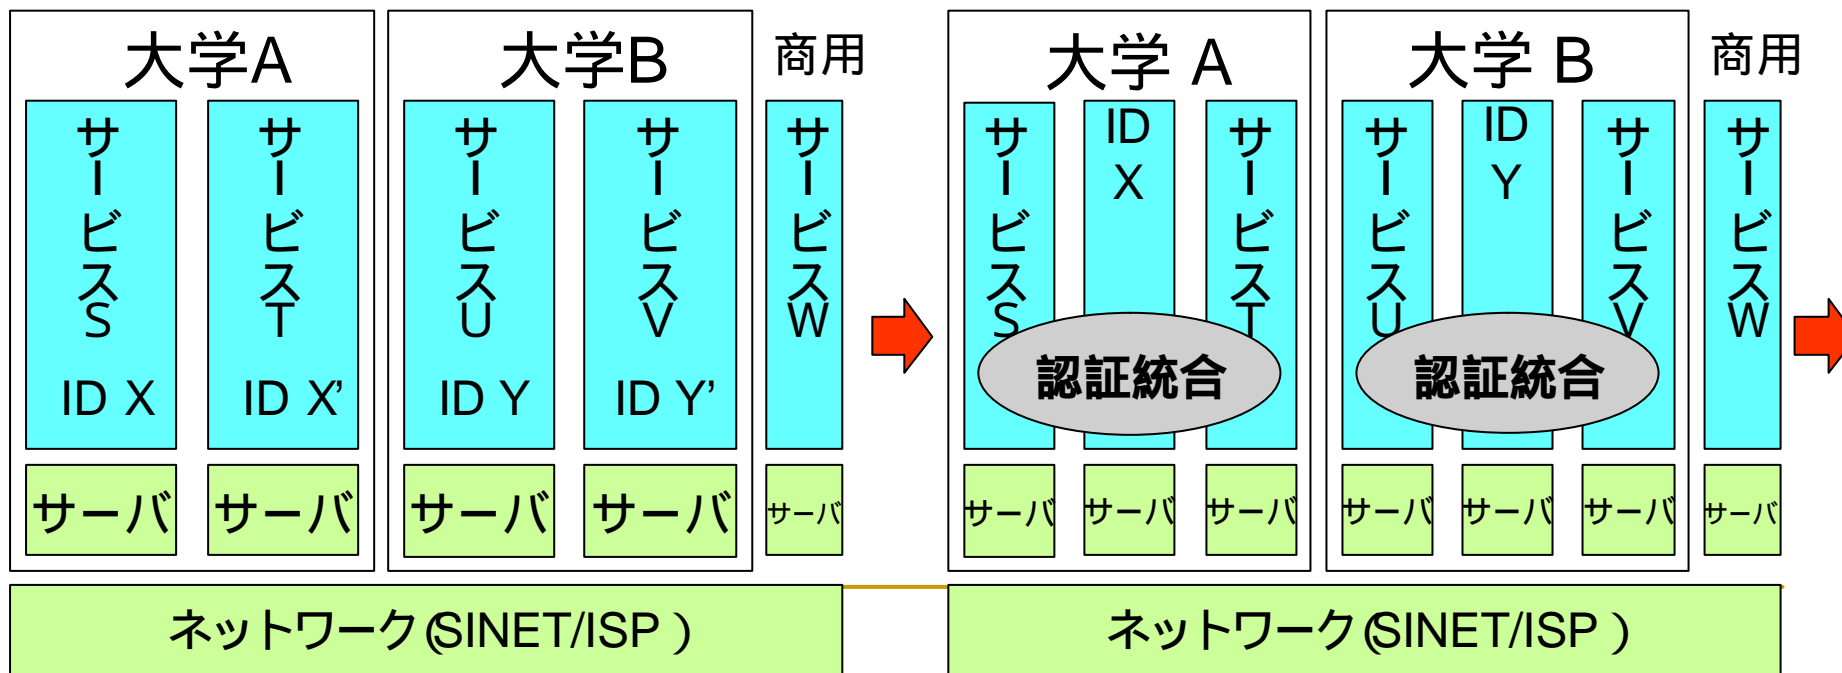 大学A
サービスS
ID X
サービスT
ID X’
サーバ
サーバ
大学B
サービスU
ID Y
サービスV
ID Y’
サーバ
サーバ
商用
サービスW
サーバ
ネットワーク(SINET/ISP )
大学 A
サービスS
ID
X
サービスT
認証統合
サーバ
サーバ
サーバ
大学 B
サービスU
ID
Y
サービスV
認証統合
サーバ
サーバ
サーバ
商用
サービスW
サーバ
ネットワーク(SINET/ISP )